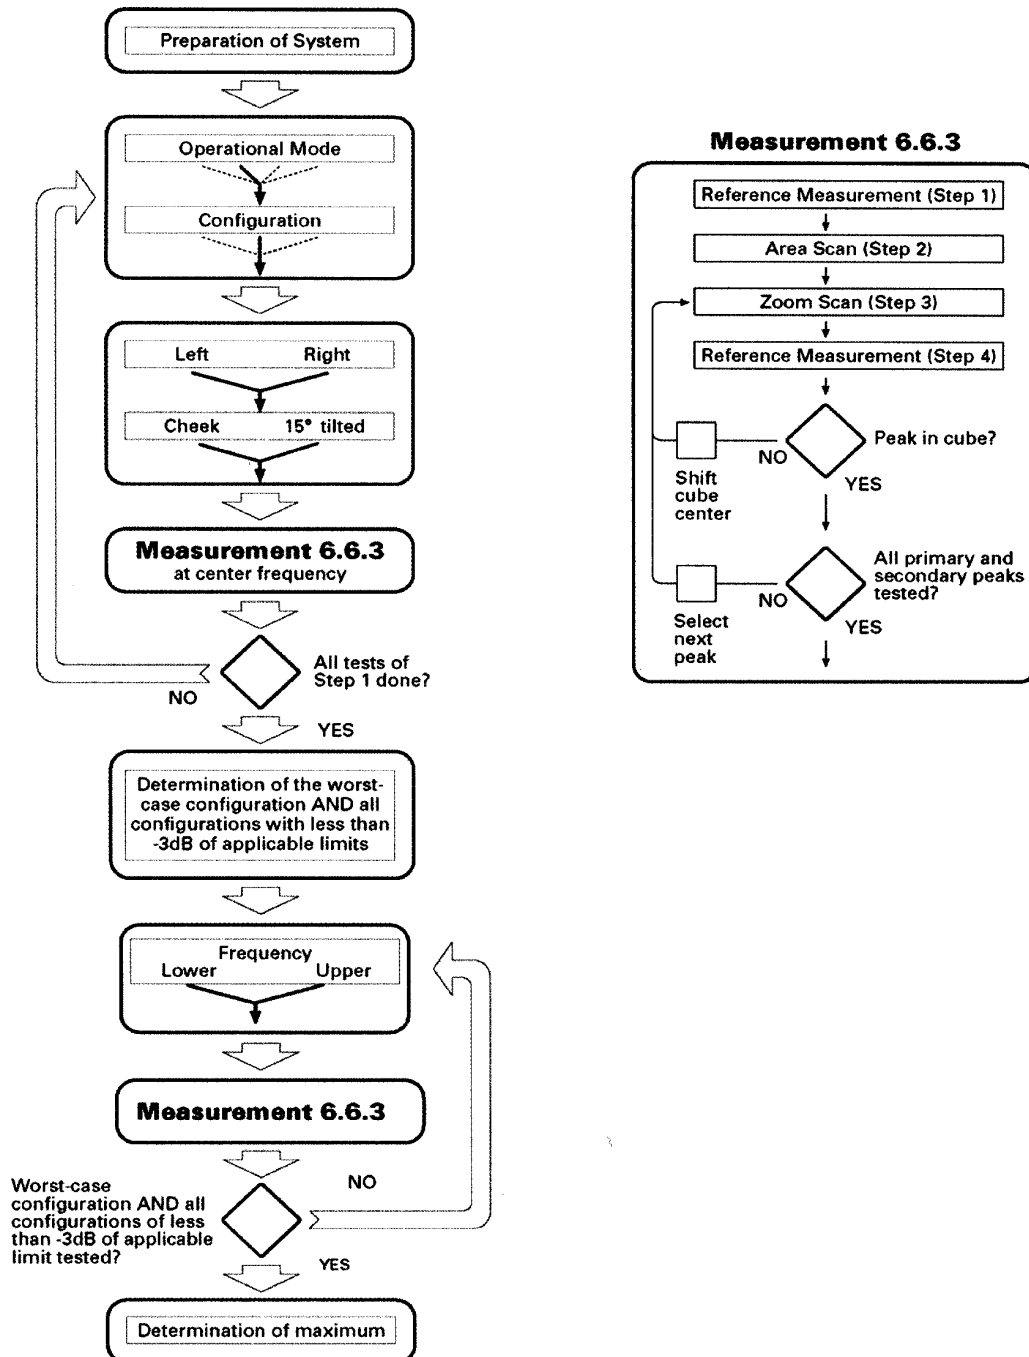 Preparation of System
Operational Mode
Configuration
Left Right
Cheek 15° tilted
Measurement 6.6.3
at center frequency
All tests of
Step 1 done?
NO
YES
Determination of the worst-
case configuration AND all
configurations with less than
-3dB of applicable limits
Frequency
Lower Upper
Measurement 6.6.3
Worst-case
configuration AND all
configurations of less
than -3dB of applicable
limit tested?
NO
YES
Determination of maximum
Measurement 6.6.3
Reference Measurement (Step 1)
Area Scan (Step 2)
Zoom Scan (Step 3)
Reference Measurement (Step 4)
Peak in cube?
NO
YES
Shift
cube
center
All primary and
secondary peaks
tested?
NO
YES
Select
next
peak